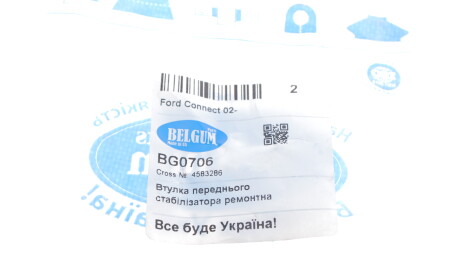 2
Ford Connect 02-
BELGUM
BG0706
Cross №: 4583286
Втулка переднього
стабілізатора ремонтна
Все буде Україна!